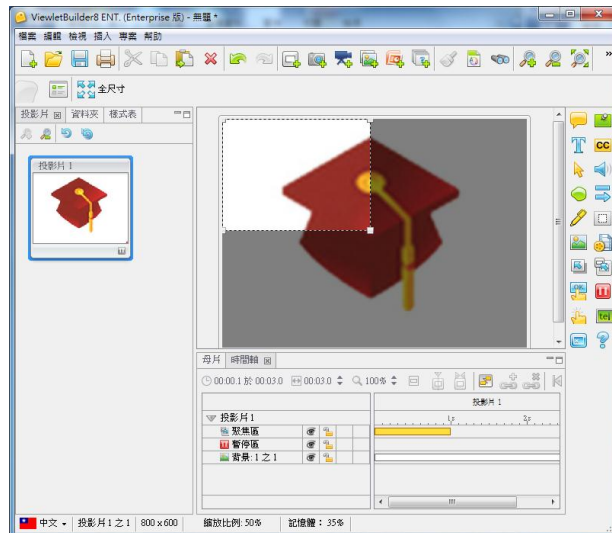 ViewletBuilder8 ENT. (Enterprise 版) - 無題 *
檔案 編輯 檢視 插入 專案 幫助
全尺寸
投影片 資料夾 樣式表
投影片 1
T CC
OK
tel
母片 時間軸
00:00.1 於 00:03.0 00:03.0 100%
投影片 1
投影片 1 1s 2s
聚焦區
暫停區
背景:1 之 1
中文 投影片 1 之 1 800 x 600 縮放比例: 50% 記憶體： 35%